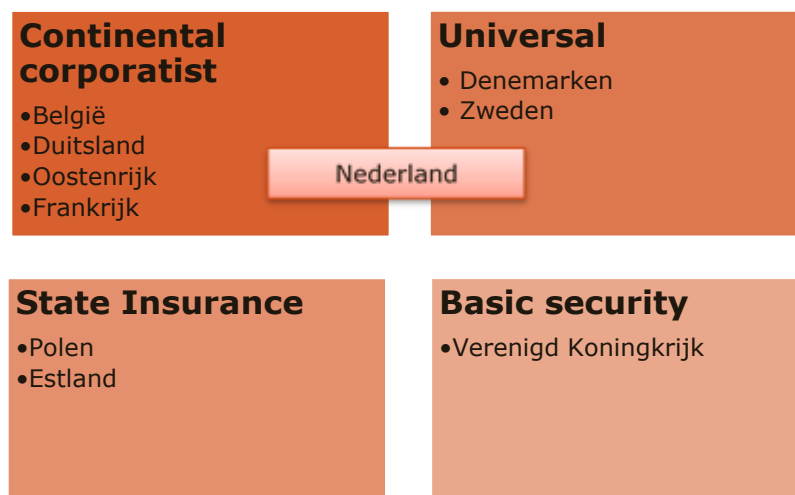 Continental
corporatist
•België
•Duitsland
•Oostenrijk
•Frankrijk
Universal
• Denemarken
• Zweden
Nederland
State Insurance
•Polen
•Estland
Basic security
•Verenigd Koningkrijk